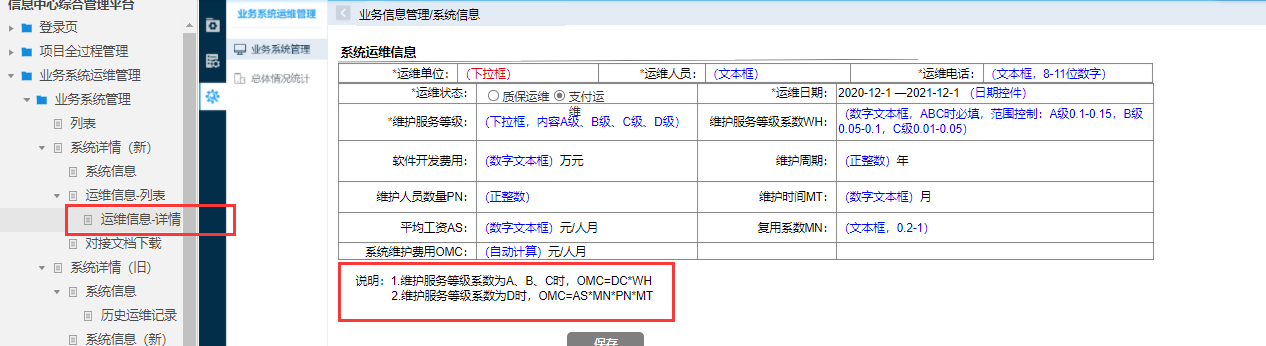 信息中心综合管理平台
登录页
项目全过程管理
业务系统运维管理
业务系统管理
列表
系统详情（新）
系统信息
运维信息-列表
运维信息-详情
对接文档下载
系统详情（旧）
系统信息
历史运维记录
系统信息（新）
业务系统运维管理
业务系统管理
总体情况统计
业务信息管理/系统信息
系统运维信息
*运维单位： (下拉框) *运维人员： (文本框) *运维电话： (文本框，8-11位数字)
*运维状态： 质保运维 支付运维 *运维日期： 2020-12-1 —2021-12-1 (日期控件)
*维护服务等级： (下拉框，内容A级、B级、C级、D级) 维护服务等级系数WH： (数字文本框，ABC时必填，范围控制：A级0.1-0.15，B级
0.05-0.1，C级0.01-0.05)
软件开发费用： (数字文本框) 万元 维护周期： (正整数) 年
维护人员数量PN： (正整数) 维护时间MT： (数字文本框) 月
平均工资AS： (数字文本框) 元/人月 复用系数MN： (文本框，0.2-1)
系统维护费用OMC： (自动计算) 元/人月
说明：1.维护服务等级系数为A、B、C时，OMC=DC*WH
2.维护服务等级系数为D时，OMC=AS*MN*PN*MT
保存